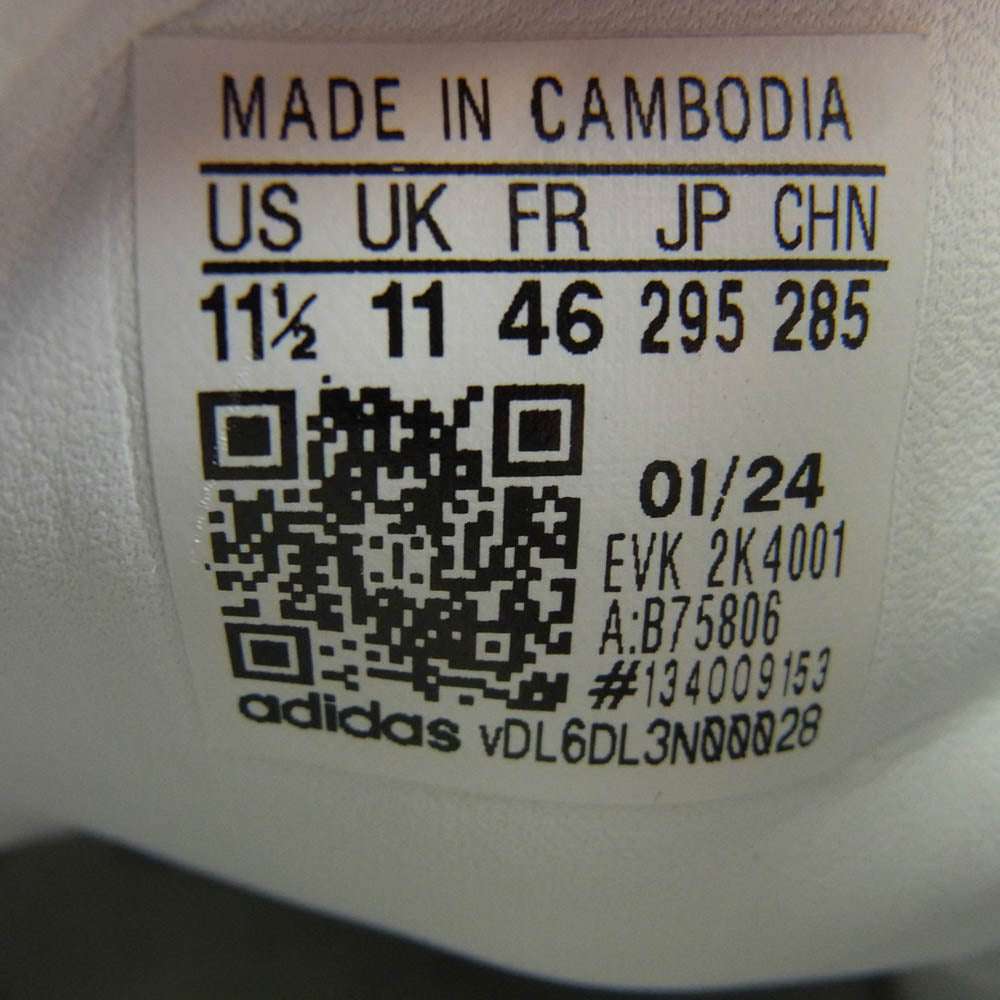 MADE IN CAMBODIA
US UK FR JP CHN
11½ 11 46 295 285
01/24
EVK 2K4001
A:B75806
#134009153
adidas vDL6DL3N00028